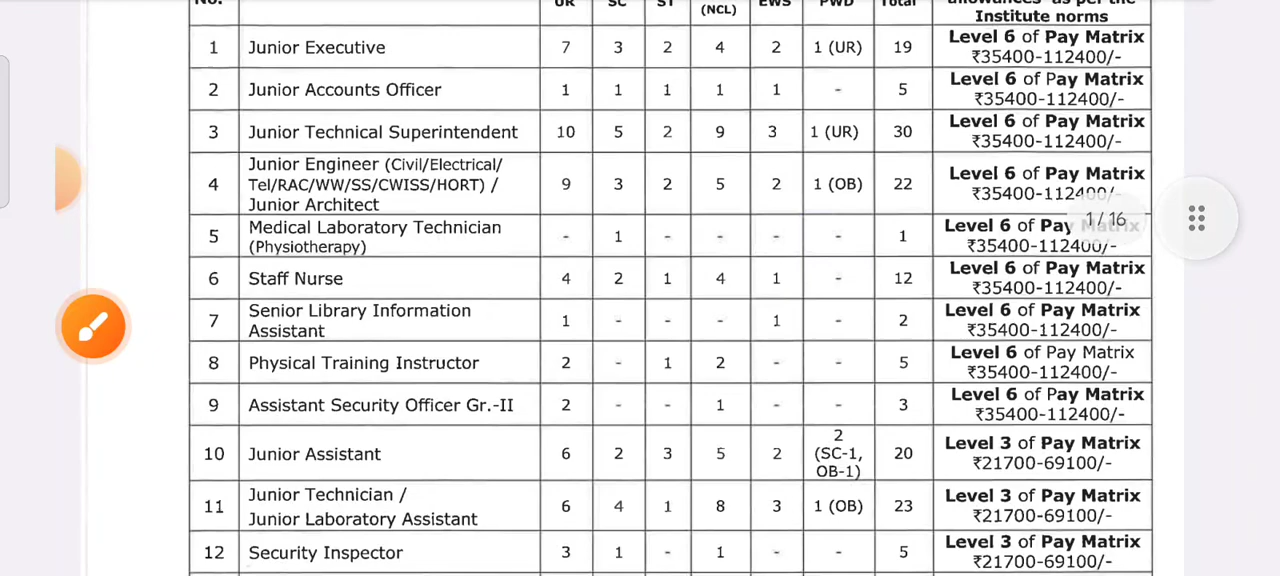 No. UR SC ST (NCL) EWS PWD Total allowances as per the
Institute norms
1 Junior Executive 7 3 2 4 2 1 (UR) 19 Level 6 of Pay Matrix
₹35400-112400/-
2 Junior Accounts Officer 1 1 1 1 1 - 5 Level 6 of Pay Matrix
₹35400-112400/-
3 Junior Technical Superintendent 10 5 2 9 3 1 (UR) 30 Level 6 of Pay Matrix
₹35400-112400/-
Junior Engineer (Civil/Electrical/
4 Tel/RAC/WW/SS/CWISS/HORT) / 9 3 2 5 2 1 (OB) 22 Level 6 of Pay Matrix
Junior Architect ₹35400-112400/-
1/16
5 Medical Laboratory Technician - 1 - - - - 1 Level 6 of Pay Matrix
(Physiotherapy) ₹35400-112400/-
6 Staff Nurse 4 2 1 4 1 - 12 Level 6 of Pay Matrix
₹35400-112400/-
7 Senior Library Information 1 - - - 1 - 2 Level 6 of Pay Matrix
Assistant ₹35400-112400/-
8 Physical Training Instructor 2 - 1 2 - - 5 Level 6 of Pay Matrix
₹35400-112400/-
9 Assistant Security Officer Gr.-II 2 - - 1 - - 3 Level 6 of Pay Matrix
₹35400-112400/-
2
10 Junior Assistant 6 2 3 5 2 (SC-1, 20 Level 3 of Pay Matrix
OB-1) ₹21700-69100/-
11 Junior Technician / 6 4 1 8 3 1 (OB) 23 Level 3 of Pay Matrix
Junior Laboratory Assistant ₹21700-69100/-
12 Security Inspector 3 1 - 1 - - 5 Level 3 of Pay Matrix
₹21700-69100/-